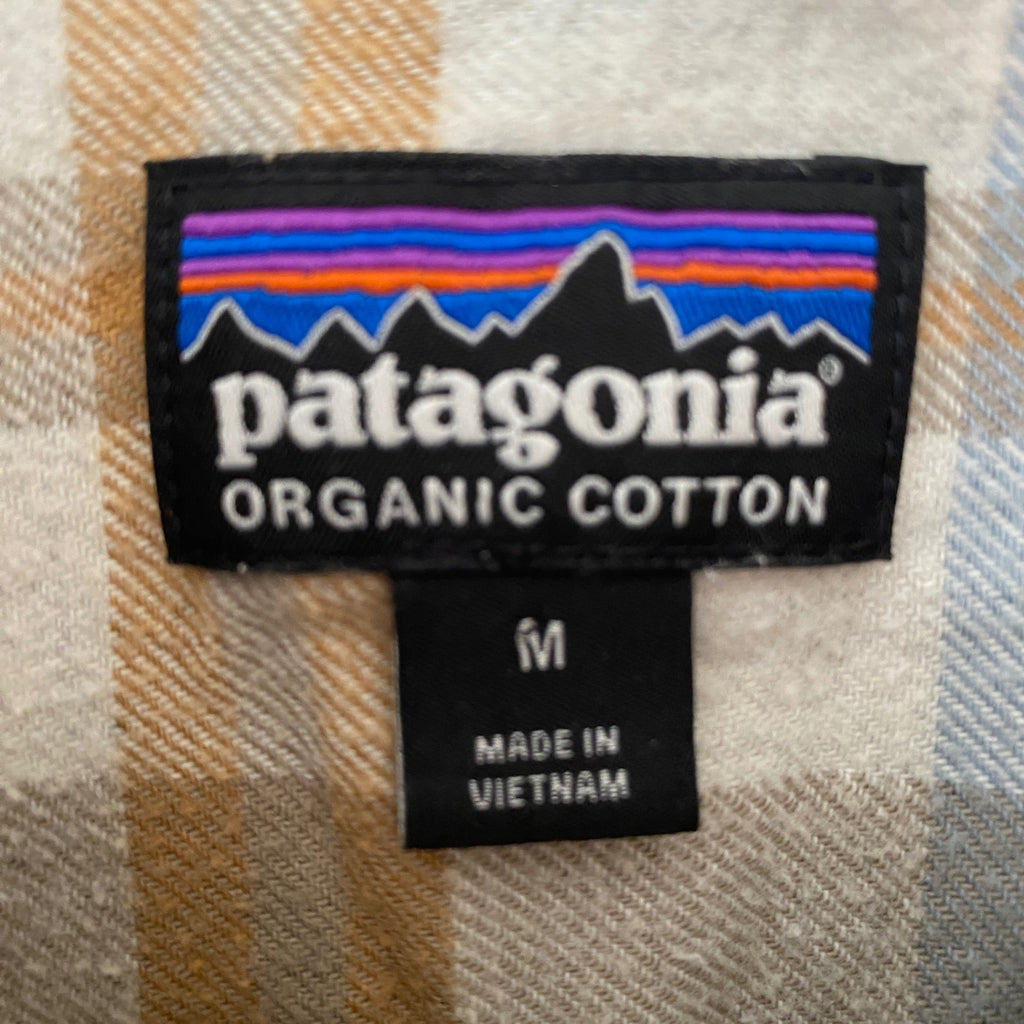 patagonia®
ORGANIC COTTON
M
MADE IN
VIETNAM